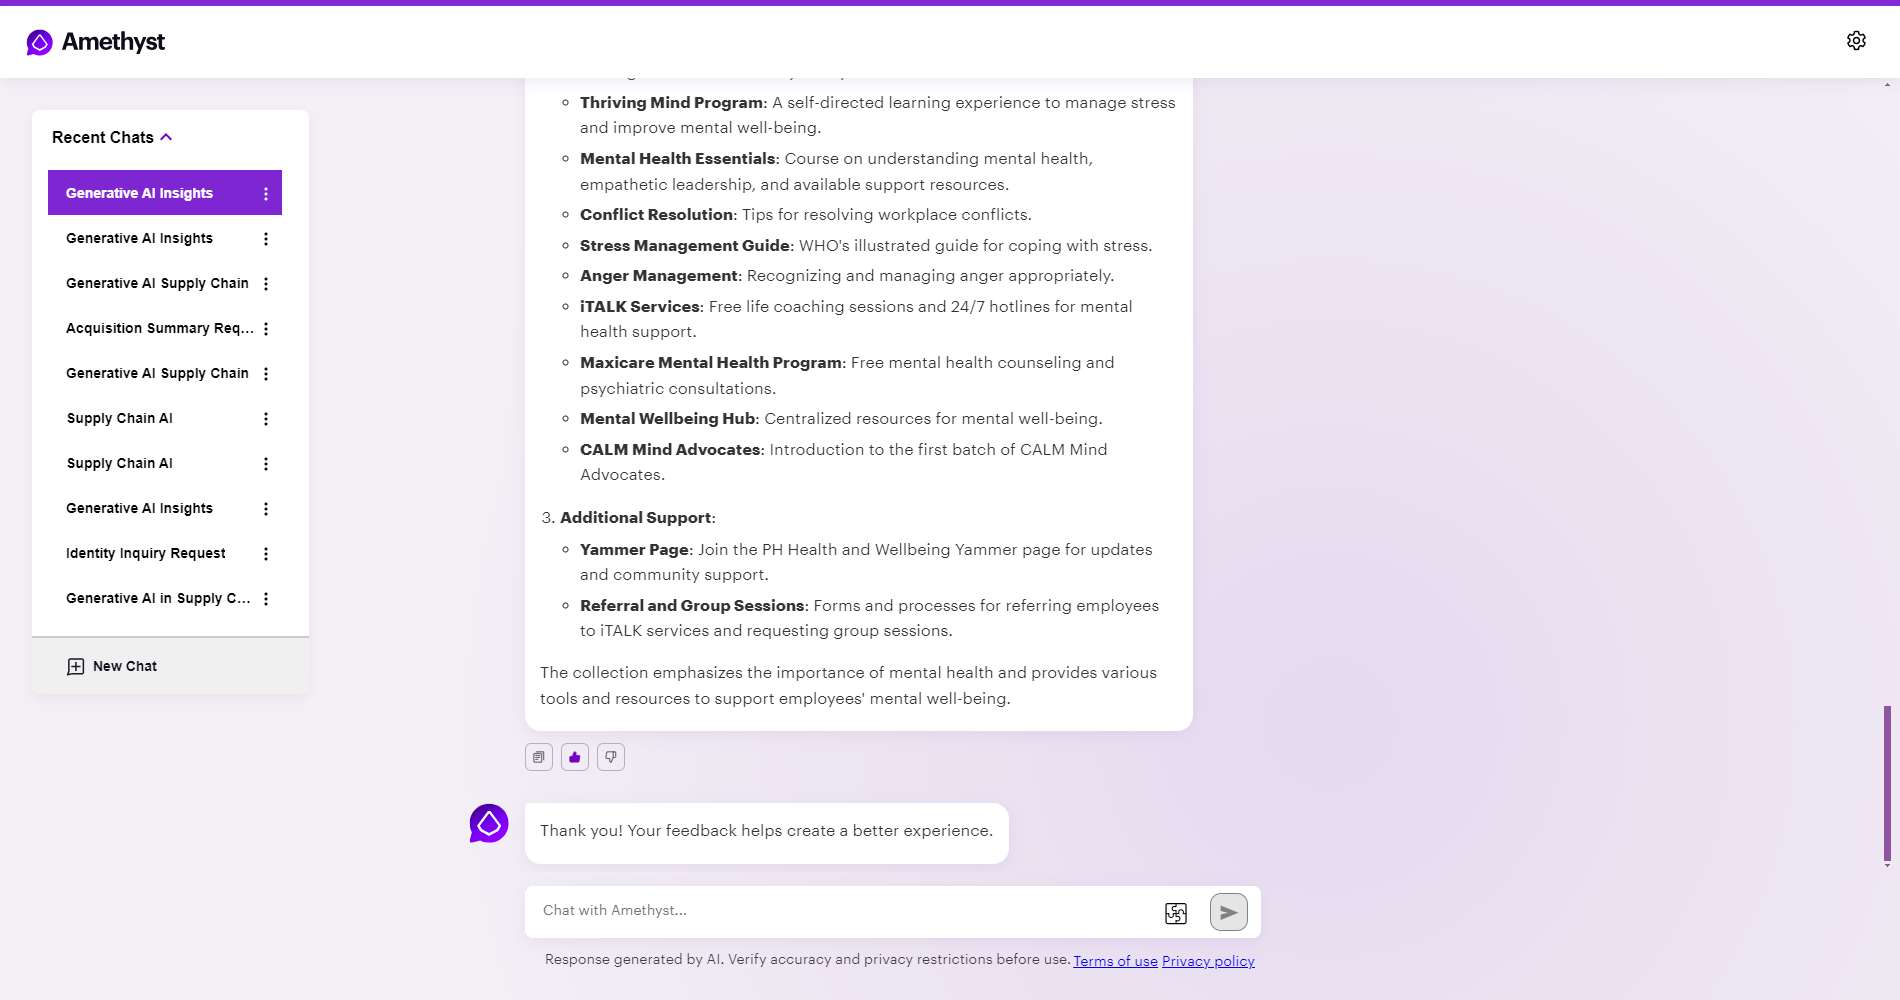 Amethyst
Recent Chats
Generative AI Insights
Generative AI Insights
Generative AI Supply Chain
Acquisition Summary Req...
Generative AI Supply Chain
Supply Chain AI
Supply Chain AI
Generative AI Insights
Identity Inquiry Request
Generative AI in Supply C...
New Chat
Thriving Mind Program: A self-directed learning experience to manage stress
and improve mental well-being.
Mental Health Essentials: Course on understanding mental health,
empathetic leadership, and available support resources.
Conflict Resolution: Tips for resolving workplace conflicts.
Stress Management Guide: WHO's illustrated guide for coping with stress.
Anger Management: Recognizing and managing anger appropriately.
iTALK Services: Free life coaching sessions and 24/7 hotlines for mental
health support.
Maxicare Mental Health Program: Free mental health counseling and
psychiatric consultations.
Mental Wellbeing Hub: Centralized resources for mental well-being.
CALM Mind Advocates: Introduction to the first batch of CALM Mind
Advocates.
3. Additional Support:
Yammer Page: Join the PH Health and Wellbeing Yammer page for updates
and community support.
Referral and Group Sessions: Forms and processes for referring employees
to iTALK services and requesting group sessions.
The collection emphasizes the importance of mental health and provides various
tools and resources to support employees' mental well-being.
Thank you! Your feedback helps create a better experience.
Chat with Amethyst...
Response generated by AI. Verify accuracy and privacy restrictions before use. Terms of use Privacy policy